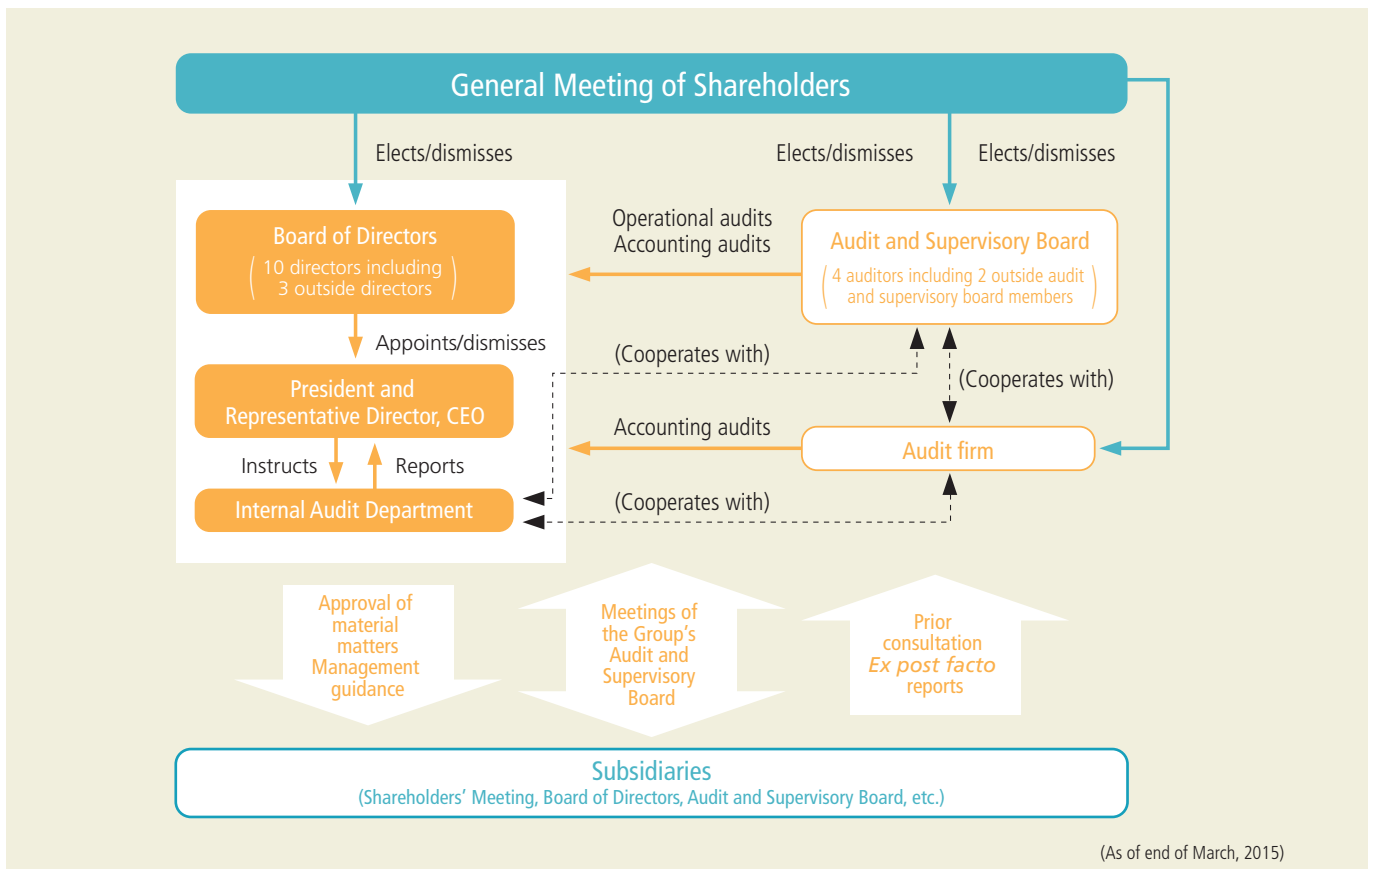 General Meeting of Shareholders
Elects/dismisses
Elects/dismisses
Elects/dismisses
Board of Directors
(10 directors including
3 outside directors)
Operational audits
Accounting audits
Audit and Supervisory Board
(4 auditors including 2 outside audit
and supervisory board members)
Appoints/dismisses
(Cooperates with)
(Cooperates with)
President and
Representative Director, CEO
Accounting audits
Audit firm
Instructs
Reports
Internal Audit Department
(Cooperates with)
Approval of
material
matters
Management
guidance
Meetings of
the Group’s
Audit and
Supervisory
Board
Prior
consultation
Ex post facto
reports
Subsidiaries
(Shareholders’ Meeting, Board of Directors, Audit and Supervisory Board, etc.)
(As of end of March, 2015)